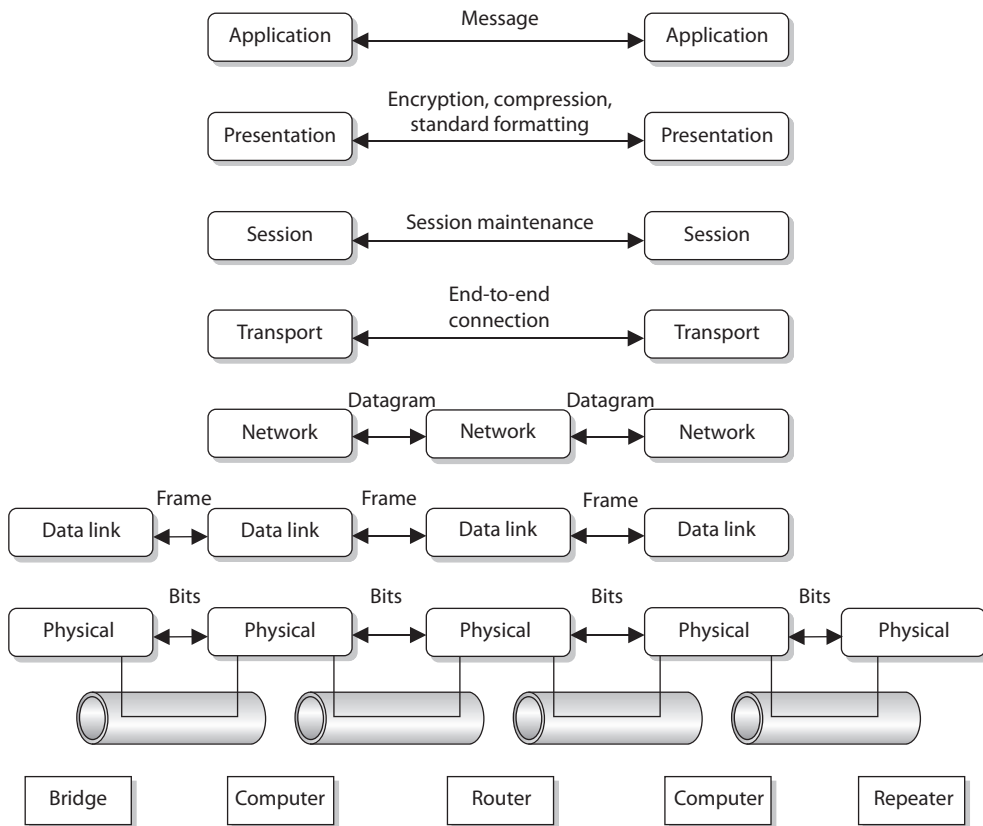 Message
Application
Application
Encryption, compression,
standard formatting
Presentation
Presentation
Session maintenance
Session
Session
End-to-end
connection
Transport
Transport
Datagram
Datagram
Network
Network
Network
Frame
Frame
Frame
Data link
Data link
Data link
Data link
Bits
Bits
Bits
Bits
Physical
Physical
Physical
Physical
Physical
Bridge
Computer
Router
Computer
Repeater